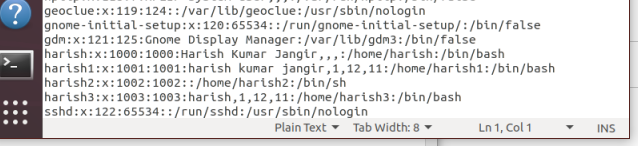 geoclue:x:119:124::/var/lib/geoclue:/usr/sbin/nologin
gnome-initial-setup:x:120:65534::/run/gnome-initial-setup/:/bin/false
gdm:x:121:125:Gnome Display Manager:/var/lib/gdm3:/bin/false
harish:x:1000:1000:Harish Kumar Jangir,,,:/home/harish:/bin/bash
harish1:x:1001:1001:harish kumar jangir,1,12,11:/home/harish1:/bin/bash
harish2:x:1002:1002::/home/harish2:/bin/sh
harish3:x:1003:1003:harish,1,12,11:/home/harish3:/bin/bash
sshd:x:122:65534::/run/sshd:/usr/sbin/nologin
Plain Text Tab Width: 8 Ln 1, Col 1 INS